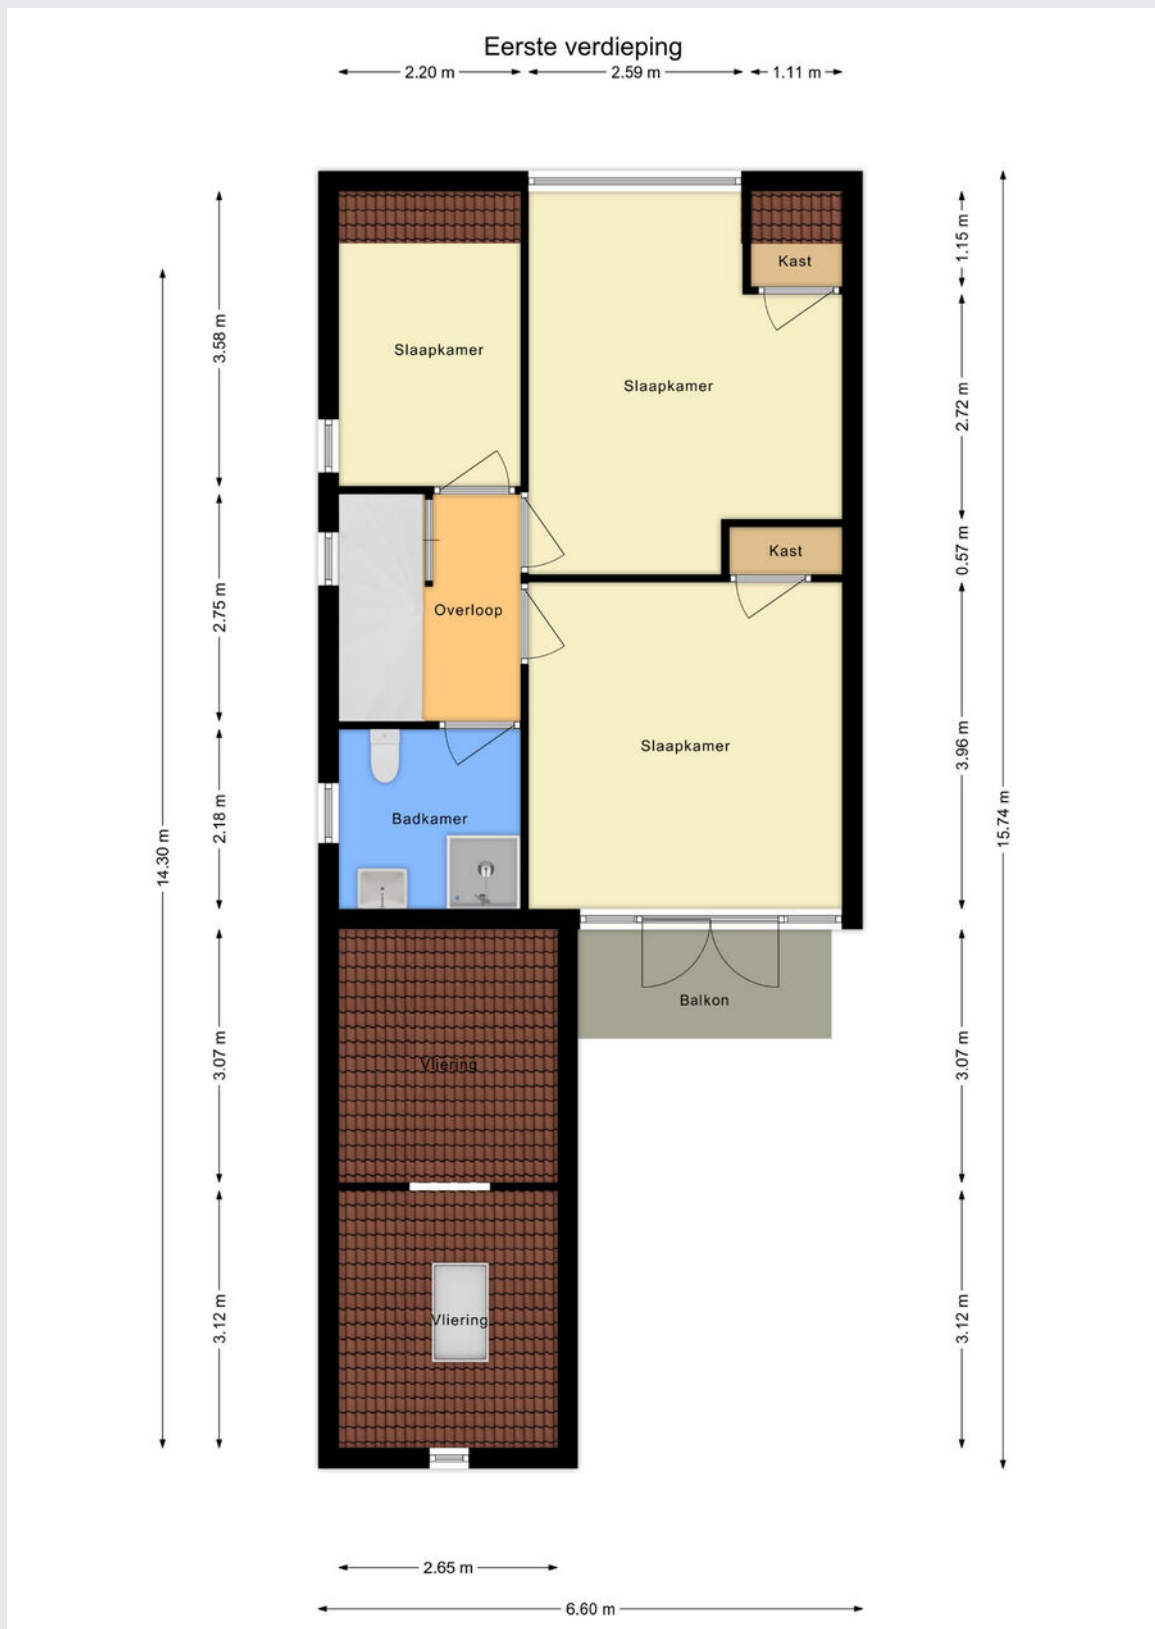 Eerste verdieping
2.20 m
2.59 m
1.11 m
Kast
1.15 m
3.58 m
Slaapkamer
Slaapkamer
2.72 m
Kast
0.57 m
2.75 m
Overloop
Slaapkamer
3.96 m
Badkamer
2.18 m
14.30 m
15.74 m
Balkon
Vliering
3.07 m
3.07 m
Vliering
3.12 m
3.12 m
2.65 m
6.60 m